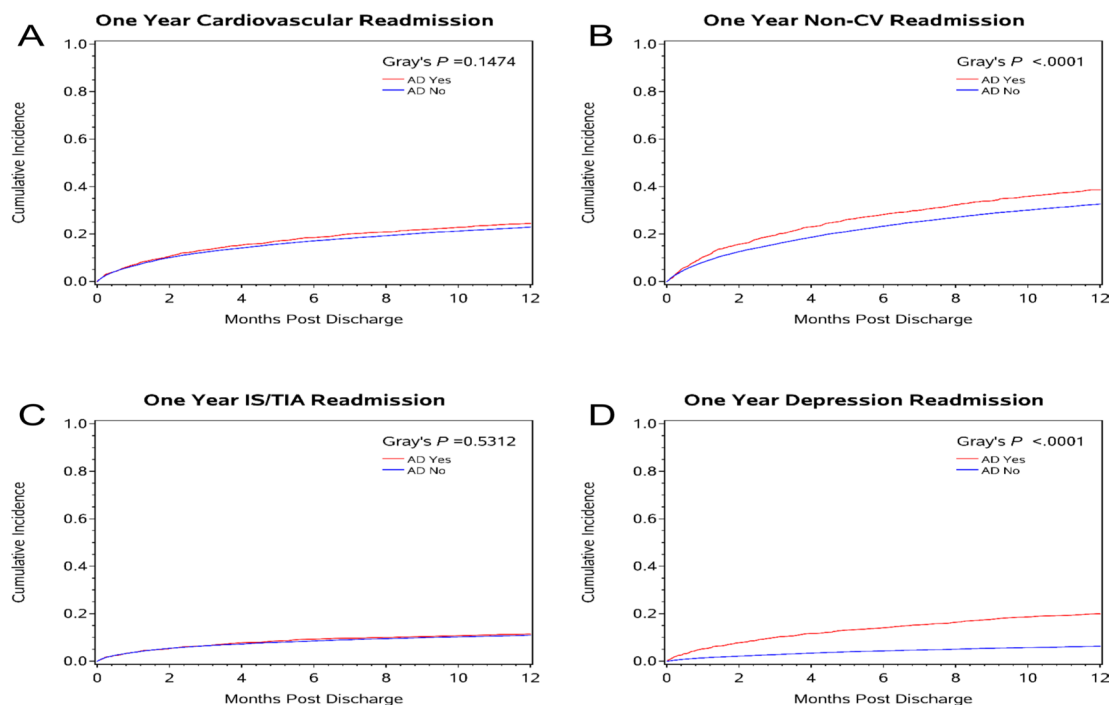 A
One Year Cardiovascular Readmission
Gray's P =0.1474
AD Yes
AD No
Cumulative Incidence
1.0
0.8
0.6
0.4
0.2
0.0
0 2 4 6 8 10 12
Months Post Discharge
B
One Year Non-CV Readmission
Gray's P <.0001
AD Yes
AD No
Cumulative Incidence
1.0
0.8
0.6
0.4
0.2
0.0
0 2 4 6 8 10 12
Months Post Discharge
C
One Year IS/TIA Readmission
Gray's P =0.5312
AD Yes
AD No
Cumulative Incidence
1.0
0.8
0.6
0.4
0.2
0.0
0 2 4 6 8 10 12
Months Post Discharge
D
One Year Depression Readmission
Gray's P <.0001
AD Yes
AD No
Cumulative Incidence
1.0
0.8
0.6
0.4
0.2
0.0
0 2 4 6 8 10 12
Months Post Discharge